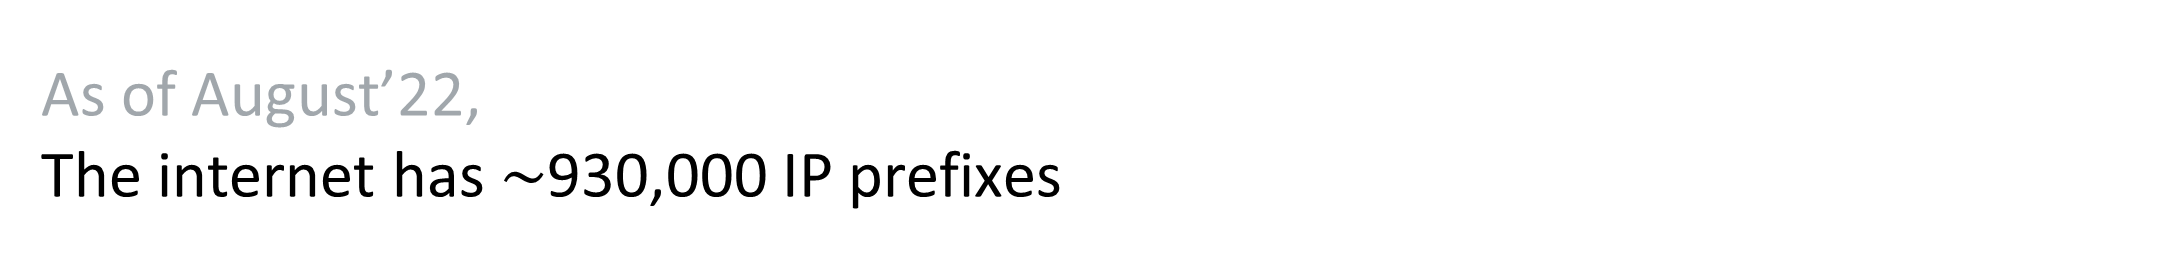 As of August’22,
The internet has ~930,000 IP prefixes